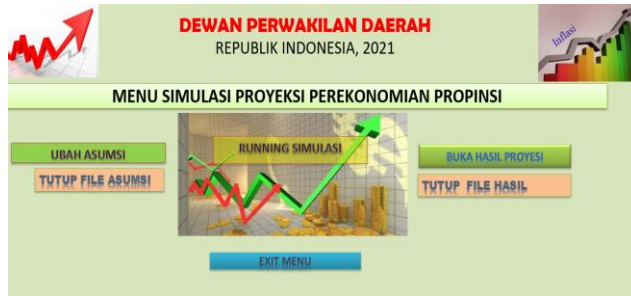 DEWAN PERWAKILAN DAERAH
REPUBLIK INDONESIA, 2021
Inflasi
MENU SIMULASI PROYEKSI PEREKONOMIAN PROPINSI
UBAH ASUMSI
RUNNING SIMULASI
BUKA HASIL PROYESI
TUTUP FILE ASUMSI
TUTUP FILE HASIL
EXIT MENU